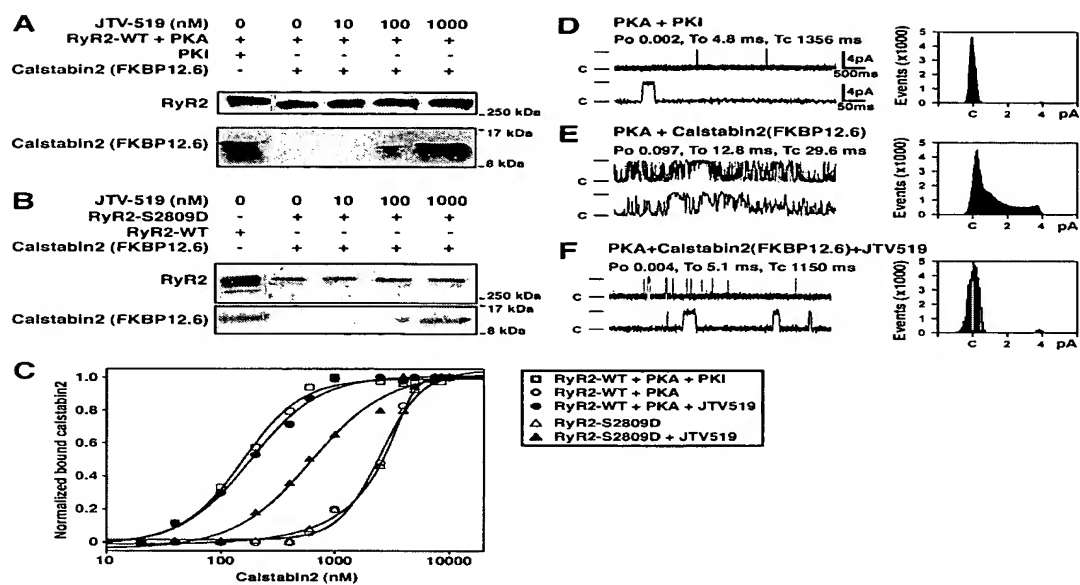 A
JTV-519 (nM) 0 0 10 100 1000
RyR2-WT + PKA + + + + +
PKI + - - - -
Calstabin2 (FKBP12.6) - + + + +
RyR2
250 kDa
17 kDa
Calstabin2 (FKBP12.6)
8 kDa
B
JTV-519 (nM) 0 0 10 100 1000
RyR2-S2809D - + + + +
RyR2-WT + - - - -
Calstabin2 (FKBP12.6) - + + + +
RyR2
250 kDa
17 kDa
Calstabin2 (FKBP12.6)
8 kDa
C
Normalized bound calstabin2
1.0
0.8
0.6
0.4
0.2
0
10 100 1000 10000
Calstabin2 (nM)
RyR2-WT + PKA + PKI
RyR2-WT + PKA
RyR2-WT + PKA + JTV519
RyR2-S2809D
RyR2-S2809D + JTV519
D
PKA + PKI
Po 0.002, To 4.8 ms, Tc 1356 ms
4pA
500ms
c
4pA
50ms
c
Events (x1000)
5
4
3
2
1
0
C 2 4 pA
E
PKA + Calstabin2(FKBP12.6)
Po 0.097, To 12.8 ms, Tc 29.6 ms
c
c
Events (x1000)
5
4
3
2
1
0
C 2 4 pA
F
PKA+Calstabin2(FKBP12.6)+JTV519
Po 0.004, To 5.1 ms, Tc 1150 ms
c
c
Events (x1000)
5
4
3
2
1
0
C 2 4 pA